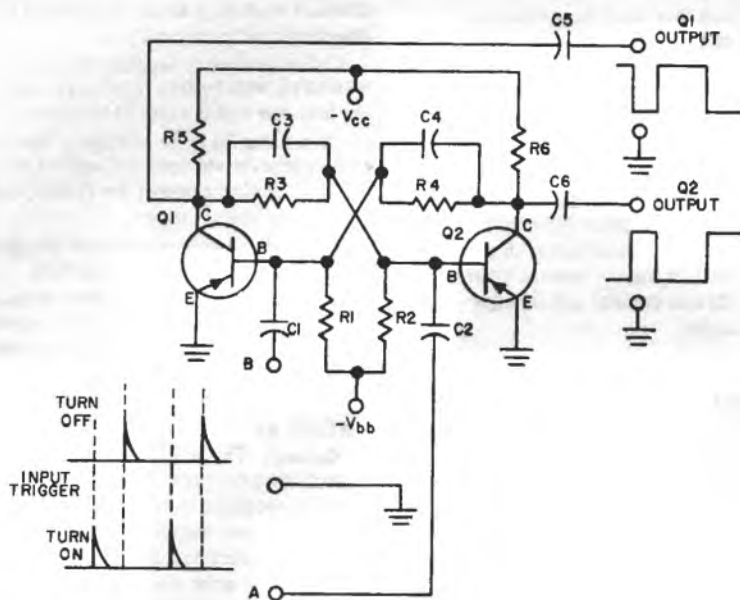 C5
Q1
OUTPUT
-Vcc
R5
C3
C4
R6
R3
R4
C6
Q2
OUTPUT
Q1
C
B
E
Q2
C
B
E
C1
R1
R2
C2
B
-Vbb
TURN
OFF
INPUT
TRIGGER
TURN
ON
A